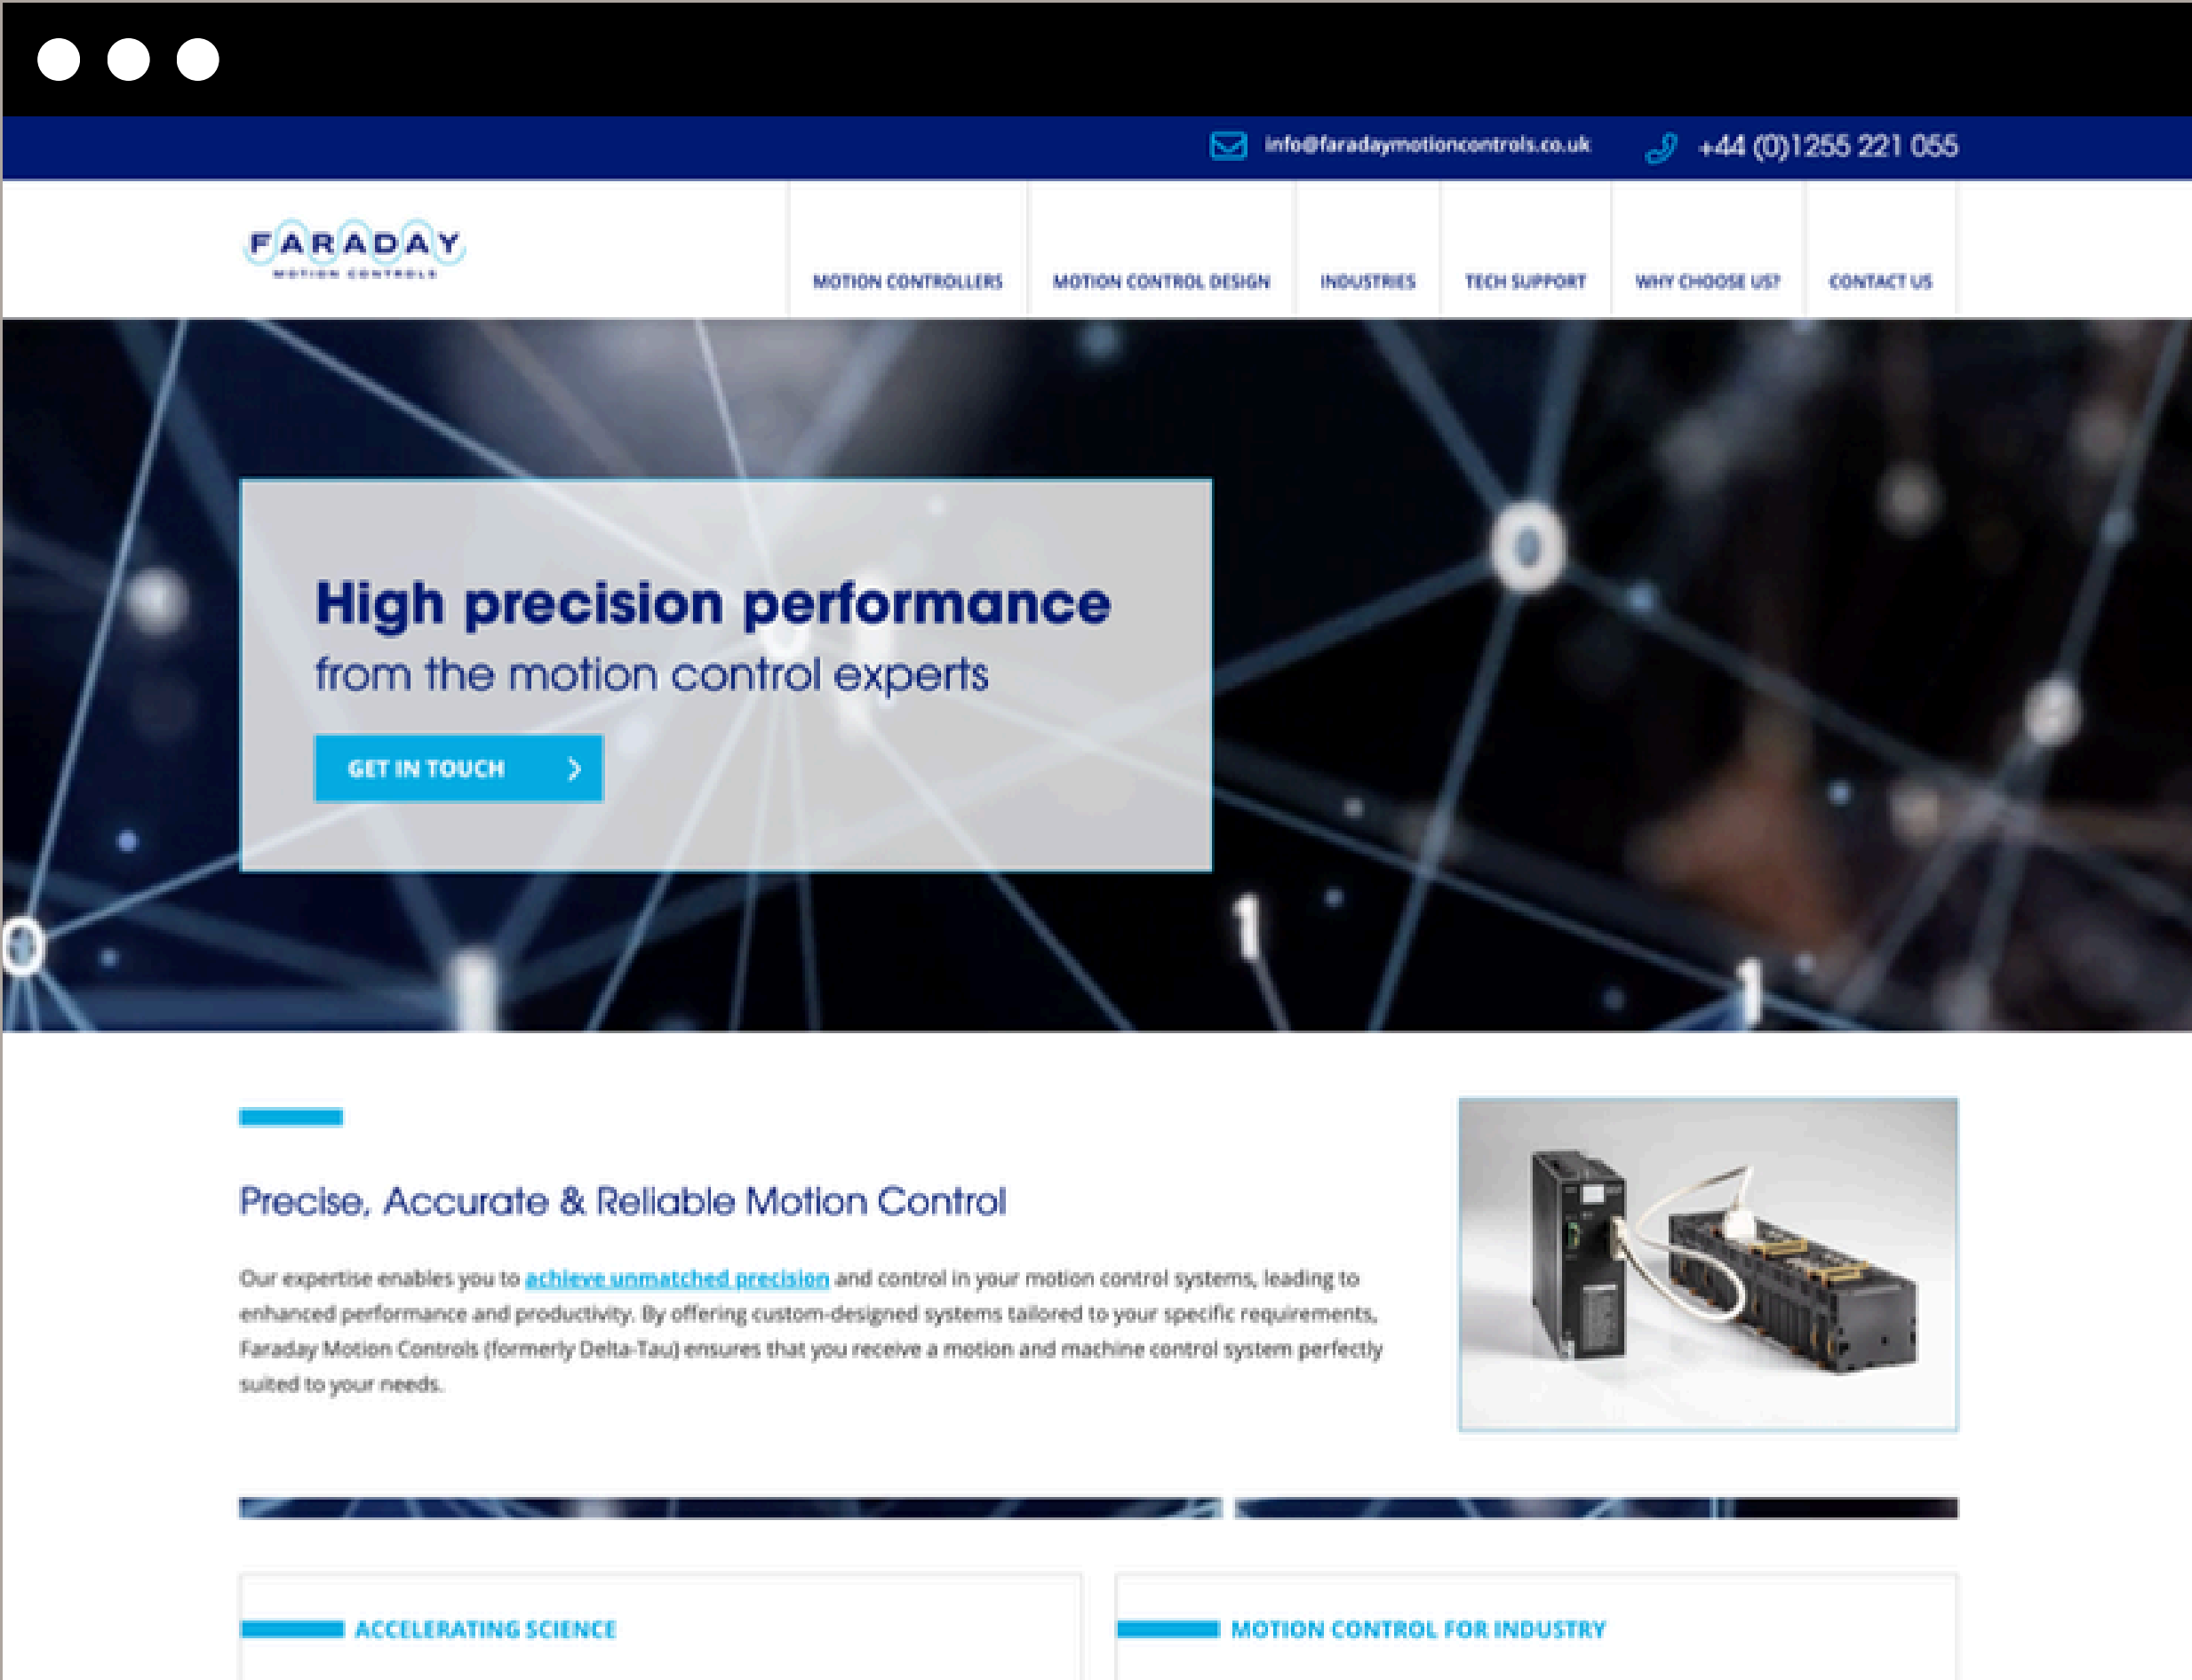 info@faradaymotioncontrols.co.uk +44 (0)1255 221 055
FARADAY
MOTION CONTROLS
MOTION CONTROLLERS MOTION CONTROL DESIGN INDUSTRIES TECH SUPPORT WHY CHOOSE US? CONTACT US
High precision performance
from the motion control experts
GET IN TOUCH
0
1
0
1
Precise, Accurate & Reliable Motion Control
Our expertise enables you to achieve unmatched precision and control in your motion control systems, leading to
enhanced performance and productivity. By offering custom-designed systems tailored to your specific requirements,
Faraday Motion Controls (formerly Delta-Tau) ensures that you receive a motion and machine control system perfectly
suited to your needs.
ACCELERATING SCIENCE MOTION CONTROL FOR INDUSTRY